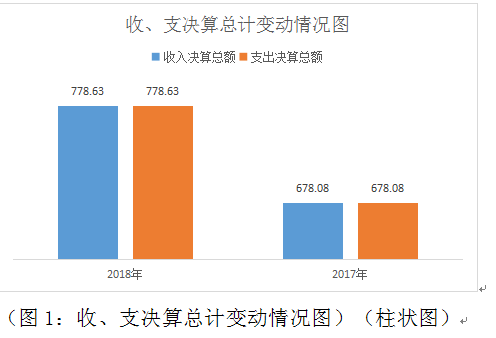 收、支决算总计变动情况图
收入决算总额 支出决算总额
778.63 778.63
678.08 678.08
2018年 2017年
（图 1：收、支决算总计变动情况图）（柱状图）